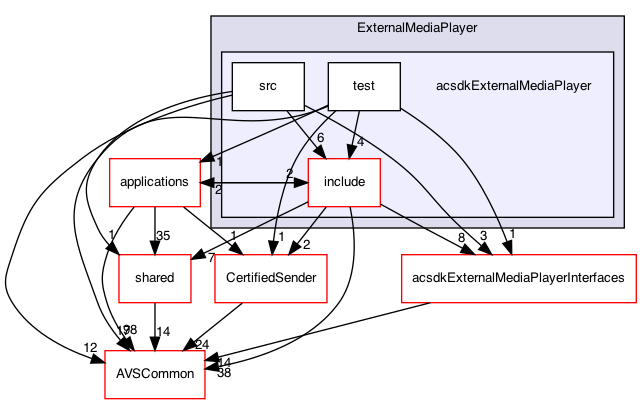 ExternalMediaPlayer
src
test
acsdkExternalMediaPlayer
6
4
1
applications
2
2
include
1
35
1
1
2
7
8
3
1
shared
CertifiedSender
acsdkExternalMediaPlayerInterfaces
14
12
24
14
38
AVSCommon